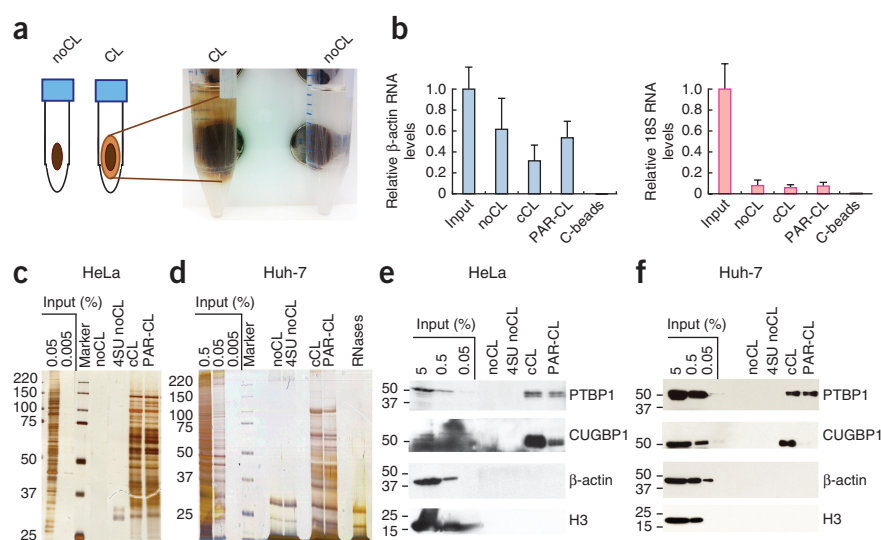 a
noCL
CL
CL
noCL
b
Relative β-actin RNA
levels
1.0
0.8
0.6
0.4
0.2
0
Input
noCL
cCL
PAR-CL
C-beads
Relative 18S RNA
levels
1.0
0.8
0.6
0.4
0.2
0
Input
noCL
cCL
PAR-CL
C-beads
c
HeLa
Input (%)
0.05
0.005
Marker
noCL
4SU noCL
cCL
PAR-CL
220
150
100
75
50
37
25
d
Huh-7
Input (%)
0.5
0.05
0.005
Marker
noCL
4SU noCL
cCL
PAR-CL
RNases
220
150
100
75
50
37
25
e
HeLa
Input (%)
5
0.5
0.05
noCL
4SU noCL
cCL
PAR-CL
50
37
PTBP1
50
CUGBP1
50
37
β-actin
20
15
H3
f
Huh-7
Input (%)
5
0.5
0.05
noCL
4SU noCL
cCL
PAR-CL
50
37
PTBP1
50
37
CUGBP1
50
37
β-actin
25
15
H3